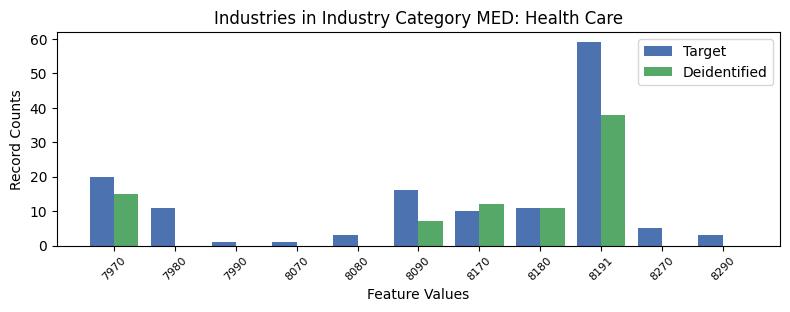 Industries in Industry Category MED: Health Care
Target
Deidentified
Record Counts
60
50
40
30
20
10
0
7970 7980 7990 8070 8080 8090 8170 8180 8191 8270 8290
Feature Values